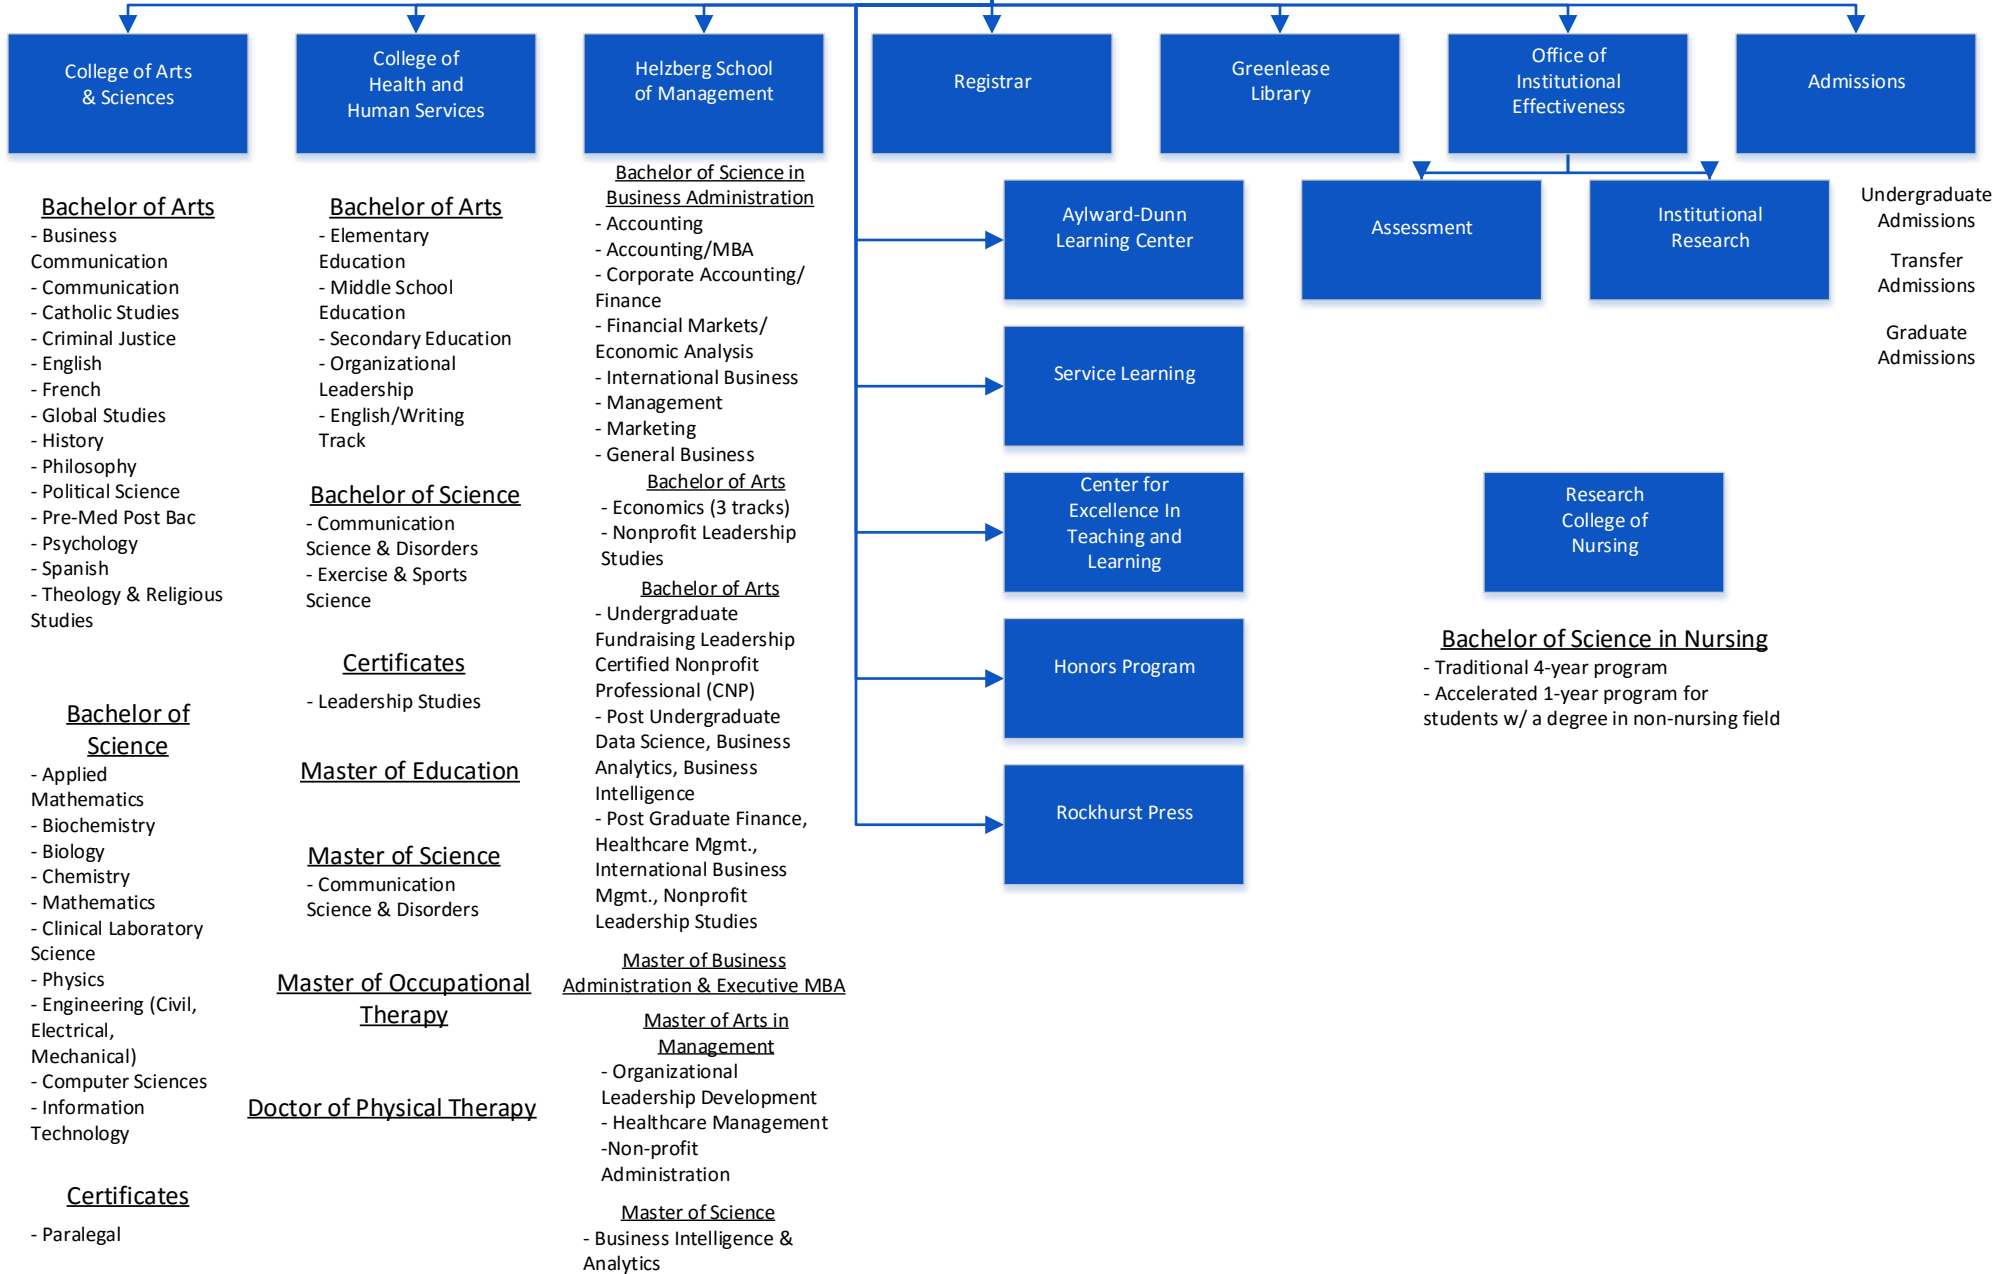 College of Arts
& Sciences
College of
Health and
Human Services
Helzberg School
of Management
Registrar
Greenlease
Library
Office of
Institutional
Effectiveness
Admissions
Bachelor of Arts
- Business
Communication
- Communication
- Catholic Studies
- Criminal Justice
- English
- French
- Global Studies
- History
- Philosophy
- Political Science
- Pre-Med Post Bac
- Psychology
- Spanish
- Theology & Religious
Studies
Bachelor of
Science
- Applied
Mathematics
- Biochemistry
- Biology
- Chemistry
- Mathematics
- Clinical Laboratory
Science
- Physics
- Engineering (Civil,
Electrical,
Mechanical)
- Computer Sciences
- Information
Technology
Certificates
- Paralegal
Bachelor of Arts
- Elementary
Education
- Middle School
Education
- Secondary Education
- Organizational
Leadership
- English/Writing
Track
Bachelor of Science
- Communication
Science & Disorders
- Exercise & Sports
Science
Certificates
- Leadership Studies
Master of Education
Master of Science
- Communication
Science & Disorders
Master of Occupational
Therapy
Doctor of Physical Therapy
Bachelor of Science in
Business Administration
- Accounting
- Accounting/MBA
- Corporate Accounting/
Finance
- Financial Markets/
Economic Analysis
- International Business
- Management
- Marketing
- General Business
Bachelor of Arts
- Economics (3 tracks)
- Nonprofit Leadership
Studies
Bachelor of Arts
- Undergraduate
Fundraising Leadership
Certified Nonprofit
Professional (CNP)
- Post Undergraduate
Data Science, Business
Analytics, Business
Intelligence
- Post Graduate Finance,
Healthcare Mgmt.,
International Business
Mgmt., Nonprofit
Leadership Studies
Master of Business
Administration & Executive MBA
Master of Arts in
Management
- Organizational
Leadership Development
- Healthcare Management
-Non-profit
Administration
Master of Science
- Business Intelligence &
Analytics
Aylward-Dunn
Learning Center
Service Learning
Center for
Excellence In
Teaching and
Learning
Honors Program
Rockhurst Press
Assessment
Institutional
Research
Undergraduate
Admissions
Transfer
Admissions
Graduate
Admissions
Research
College of
Nursing
Bachelor of Science in Nursing
- Traditional 4-year program
- Accelerated 1-year program for
students w/ a degree in non-nursing field